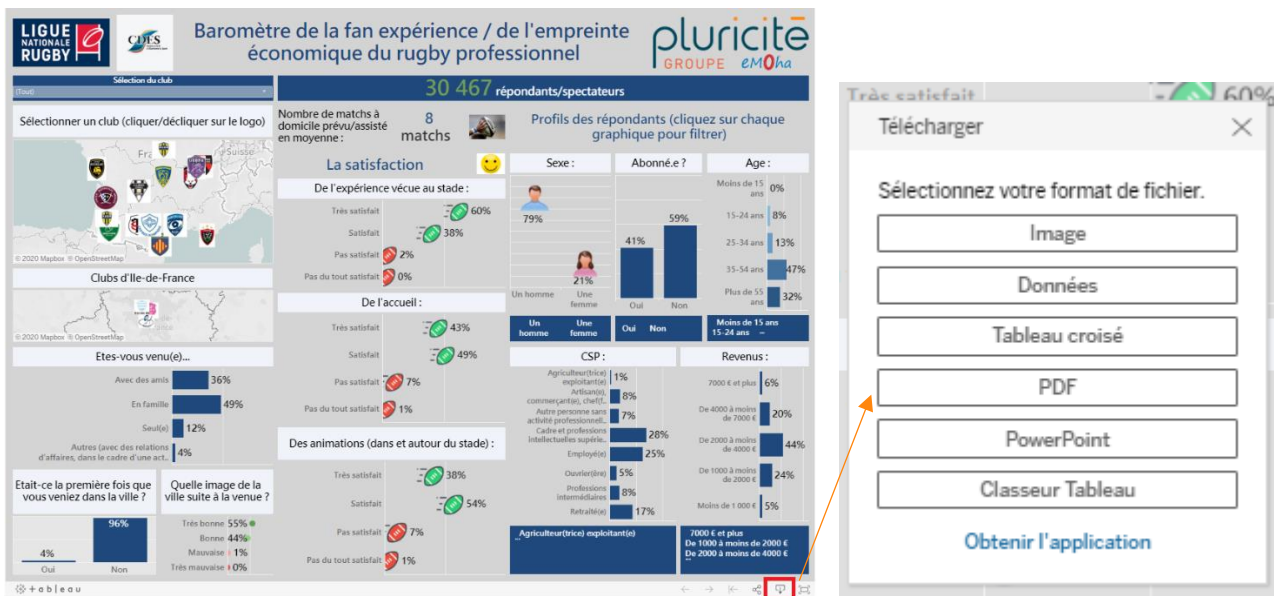 LIGUE
NATIONALE
RUGBY
CDES
Baromètre de la fan expérience / de l'empreinte
économique du rugby professionnel
pluricité
GROUPE eMOha
Sélection du club
(Tout)
30 467 répondants/spectateurs
Sélectionner un club (cliquer/décliquer sur le logo)
Fra
Suisse
© 2020 Mapbox © OpenStreetMap
Clubs d'Ile-de-France
© 2020 Mapbox © OpenStreetMap
Etes-vous venu(e)...
Avec des amis 36%
En famille 49%
Seul(e) 12%
Autres (avec des relations
d'affaires, dans le cadre d'une act.. 4%
Etait-ce la première fois que
vous veniez dans la ville ?
4%
96%
Oui
Non
Quelle image de la
ville suite à la venue ?
Très bonne 55%
Bonne 44%
Mauvaise 1%
Très mauvaise 0%
Nombre de matchs à
domicile prévu/assisté
en moyenne :
8
matchs
La satisfaction
De l'expérience vécue au stade :
Très satisfait 60%
Satisfait 38%
Pas satisfait 2%
Pas du tout satisfait 0%
De l'accueil :
Très satisfait 43%
Satisfait 49%
Pas satisfait 7%
Pas du tout satisfait 1%
Des animations (dans et autour du stade) :
Très satisfait 38%
Satisfait 54%
Pas satisfait 7%
Pas du tout satisfait 1%
Profils des répondants (cliquez sur chaque
graphique pour filtrer)
Sexe :
79%
21%
Un homme
Une
femme
Un
homme
Une
femme
Abonné.e ?
41%
59%
Oui
Non
Oui Non
Age :
Moins de 15
ans 0%
15-24 ans 8%
25-34 ans 13%
35-54 ans 47%
Plus de 55
ans 32%
Moins de 15 ans
15-24 ans
CSP :
Agriculteur(trice)
exploitant(e) 1%
Artisan(e),
commerçant(e), chef(f.. 8%
Autre personne sans
activité professionnell.. 7%
Cadre et professions
intellectuelles supérie.. 28%
Employé(e) 25%
Ouvrier(ière) 5%
Professions
intermédiaires 8%
Retraité(e) 17%
Agriculteur(trice) exploitant(e)
Revenus :
7000 € et plus 6%
De 4000 à moins
de 7000 € 20%
De 2000 à moins
de 4000 € 44%
De 1000 à moins
de 2000 € 24%
Moins de 1 000 € 5%
7000 € et plus
De 1000 à moins de 2000 €
De 2000 à moins de 4000 €
+ a b l e a u
Très satisfait
60%
Télécharger
Sélectionnez votre format de fichier.
Image
Données
Tableau croisé
PDF
PowerPoint
Classeur Tableau
Obtenir l'application